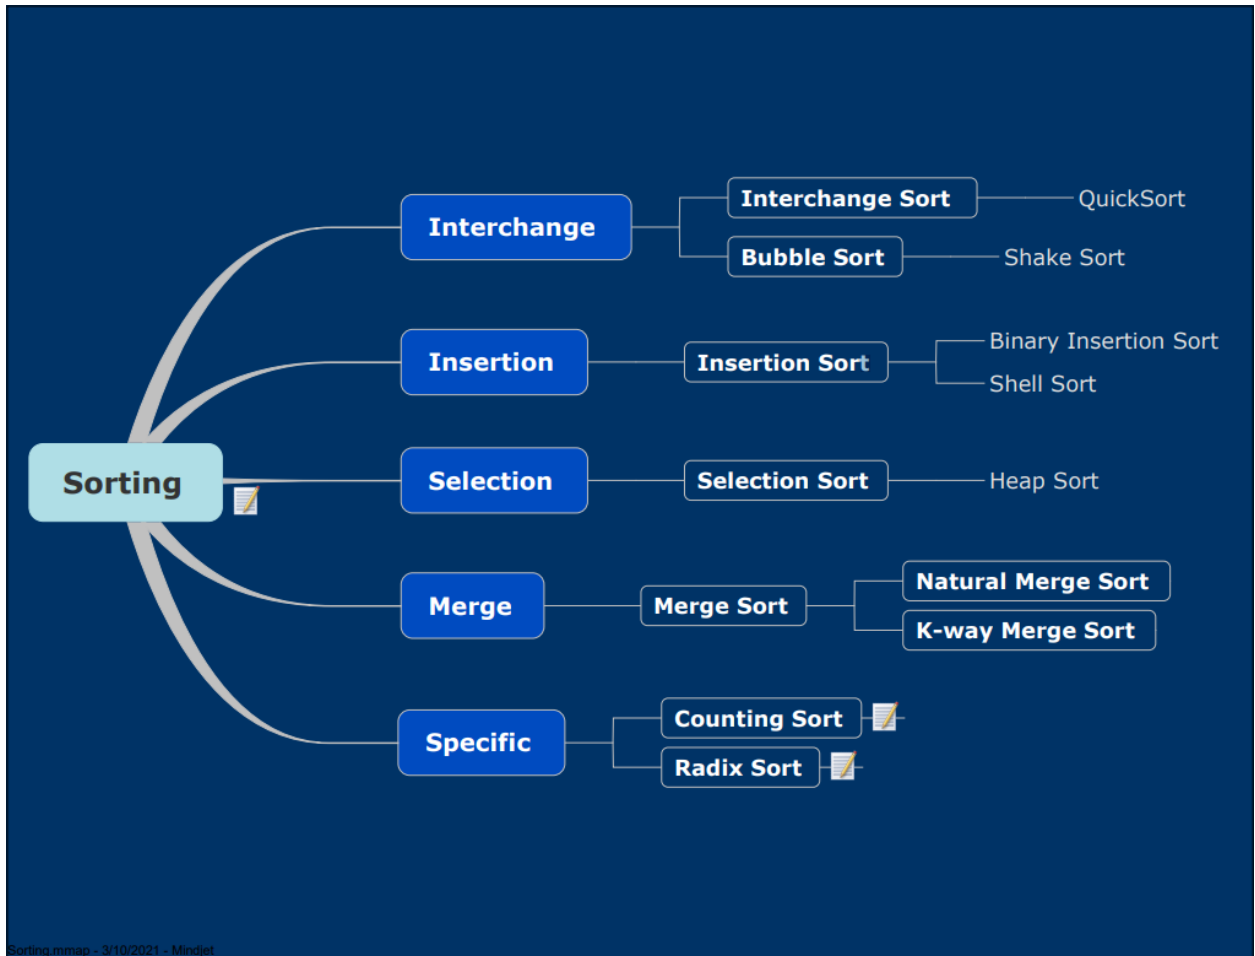 Sorting
Interchange
Interchange Sort
QuickSort
Bubble Sort
Shake Sort
Insertion
Insertion Sort
Binary Insertion Sort
Shell Sort
Selection
Selection Sort
Heap Sort
Merge
Merge Sort
Natural Merge Sort
K-way Merge Sort
Specific
Counting Sort
Radix Sort
Sorting.mmap - 3/10/2021 - Mindjet